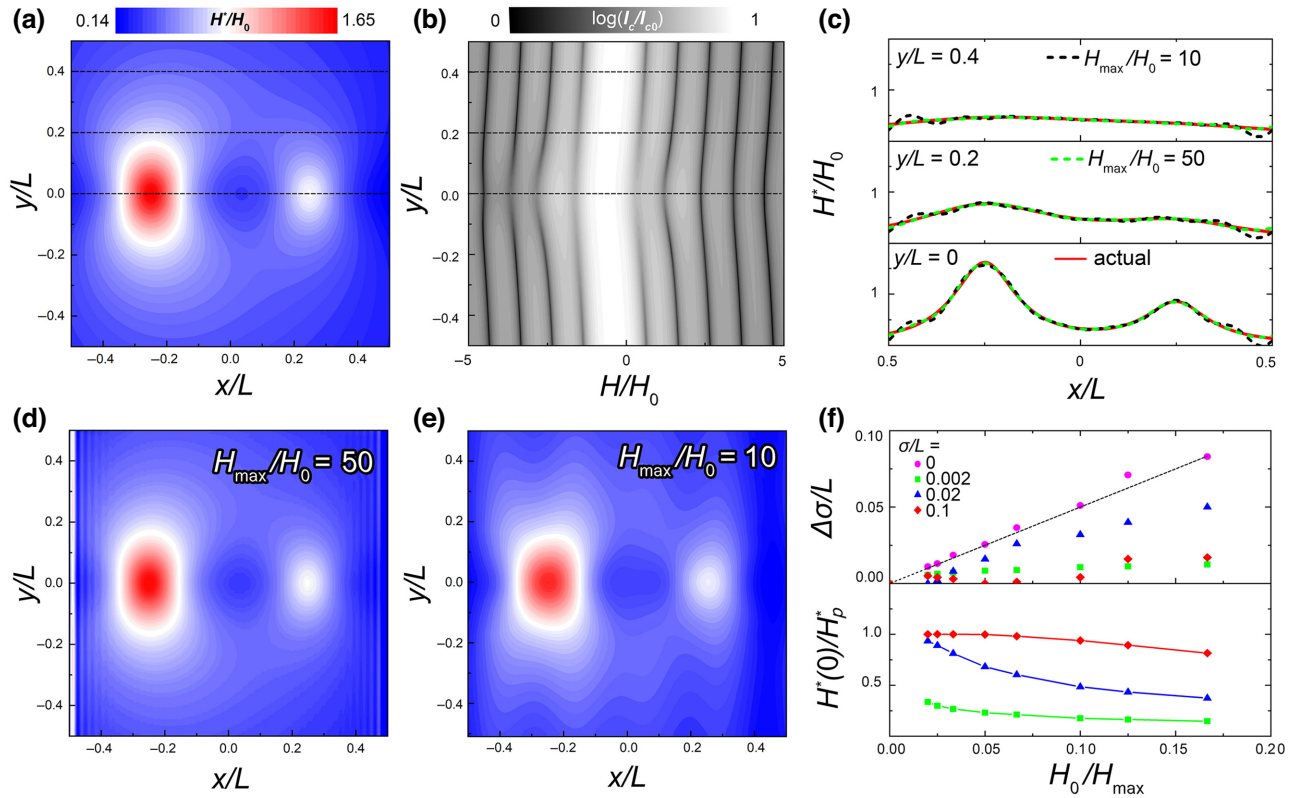 (a)
0.14
H*/H0
1.65
y/L
0.4
0.2
0.0
−0.2
−0.4
−0.4
−0.2
0.0
0.2
0.4
x/L
(b)
0
log(Ic/Ic0)
1
y/L
0.4
0.2
0.0
−0.2
−0.4
−5
0
5
H/H0
(c)
y/L = 0.4
Hmax/H0 = 10
1
y/L = 0.2
Hmax/H0 = 50
1
y/L = 0
actual
1
H*/H0
0.5
0
0.5
x/L
(d)
Hmax/H0 = 50
y/L
0.4
0.2
0.0
−0.2
−0.4
−0.4
−0.2
0.0
0.2
0.4
x/L
(e)
Hmax/H0 = 10
y/L
0.4
0.2
0.0
−0.2
−0.4
−0.4
−0.2
0.0
0.2
0.4
x/L
(f)
0.10
σ/L =
0
0.002
0.02
0.1
0.05
0.00
Δσ/L
1.0
0.5
H*(0)/H*p
0.00
0.05
0.10
0.15
0.20
H0/Hmax